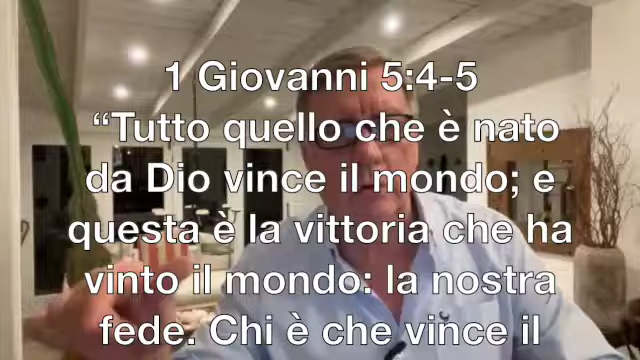 1 Giovanni 5:4-5
“Tutto quello che è nato
da Dio vince il mondo; e
questa è la vittoria che ha
vinto il mondo: la nostra
fede. Chi è che vince il